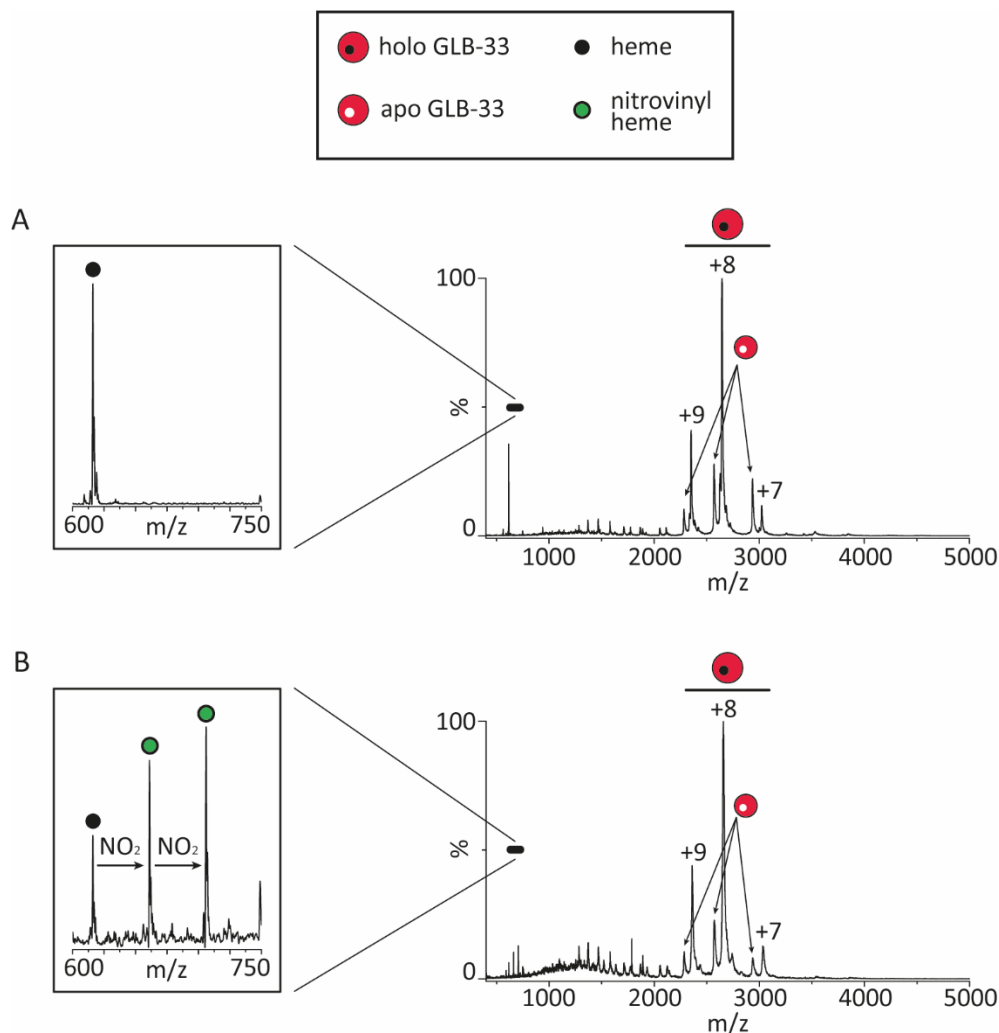 holo GLB-33
heme
apo GLB-33
nitrovinyl
heme
A
600
m/z
750
100
%
0
+9
+8
+7
1000
2000
3000
4000
5000
m/z
B
NO₂
NO₂
600
m/z
750
100
%
0
+9
+8
+7
1000
2000
3000
4000
5000
m/z